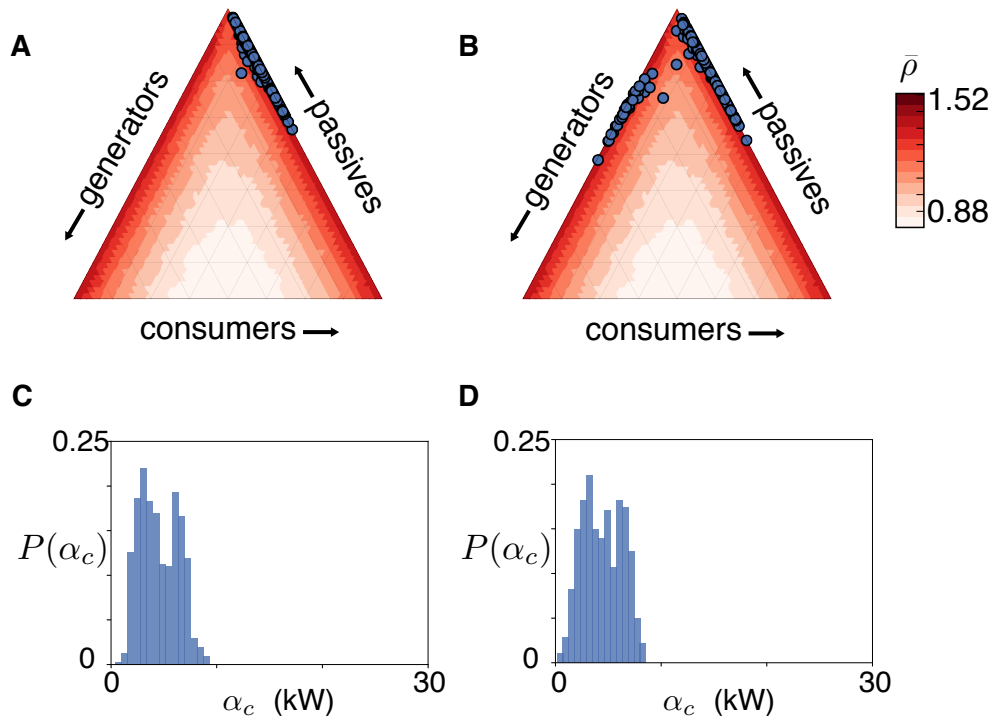 A
B
generators
passives
generators
passives
ρ̄
1.52
0.88
consumers
consumers
C
D
0.25
0.25
P(α_c)
P(α_c)
0
0
0
30
0
30
α_c (kW)
α_c (kW)